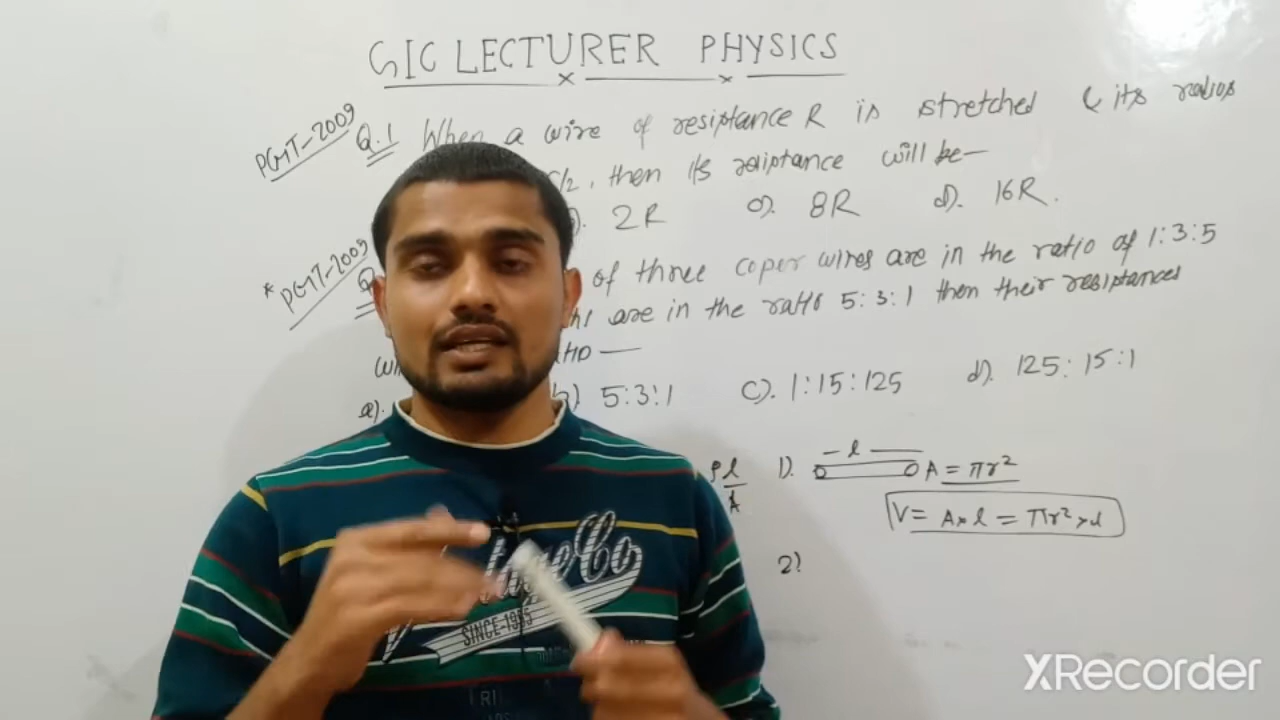 GIC LECTURER PHYSICS
PGT-2009 Q.1 When a wire of resistance R is stretched & its radius
r/2, then its resistance will be—
2R c). 8R d). 16R.
* PGT-2009 Q of three coper wires are in the ratio of 1:3:5
are in the ratio 5:3:1 then their resistances
wi
a). b) 5:3:1 c). 1:15:125 d). 125:15:1
ρ l/A 1). l A = πr²
V = A×l = πr²×l
2)
SINCE-1955
XRecorder